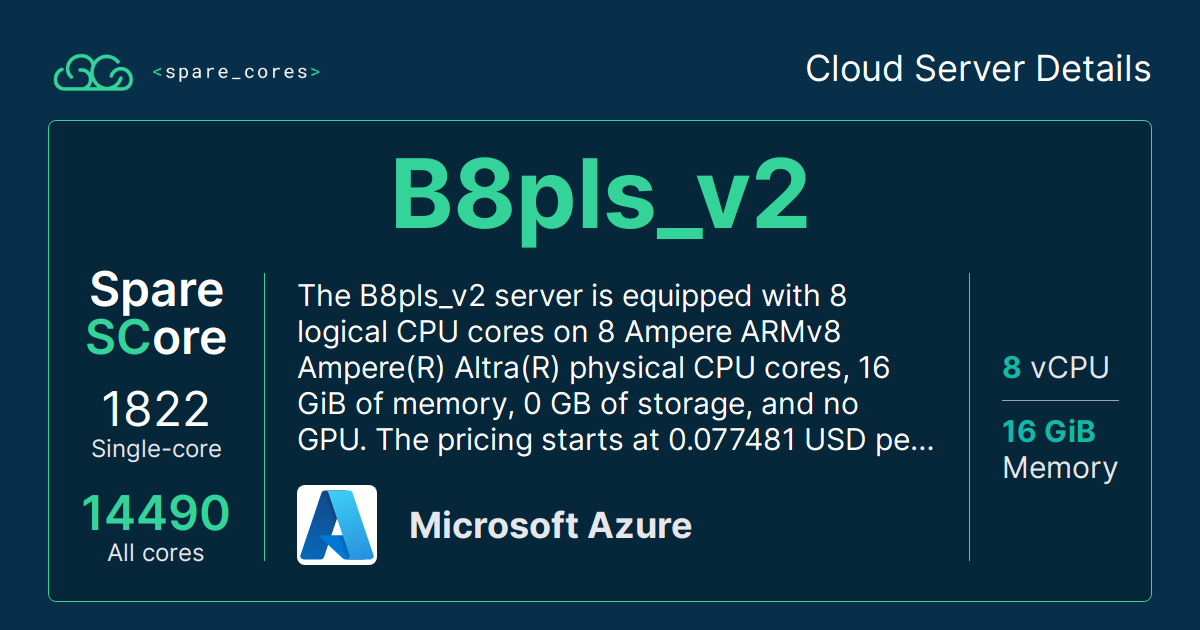 <spare_cores>
Cloud Server Details
B8pls_v2
Spare
SCore
1822
Single-core
14490
All cores
The B8pls_v2 server is equipped with 8
logical CPU cores on 8 Ampere ARMv8
Ampere(R) Altra(R) physical CPU cores, 16
GiB of memory, 0 GB of storage, and no
GPU. The pricing starts at 0.077481 USD pe...
Microsoft Azure
8 vCPU
16 GiB
Memory